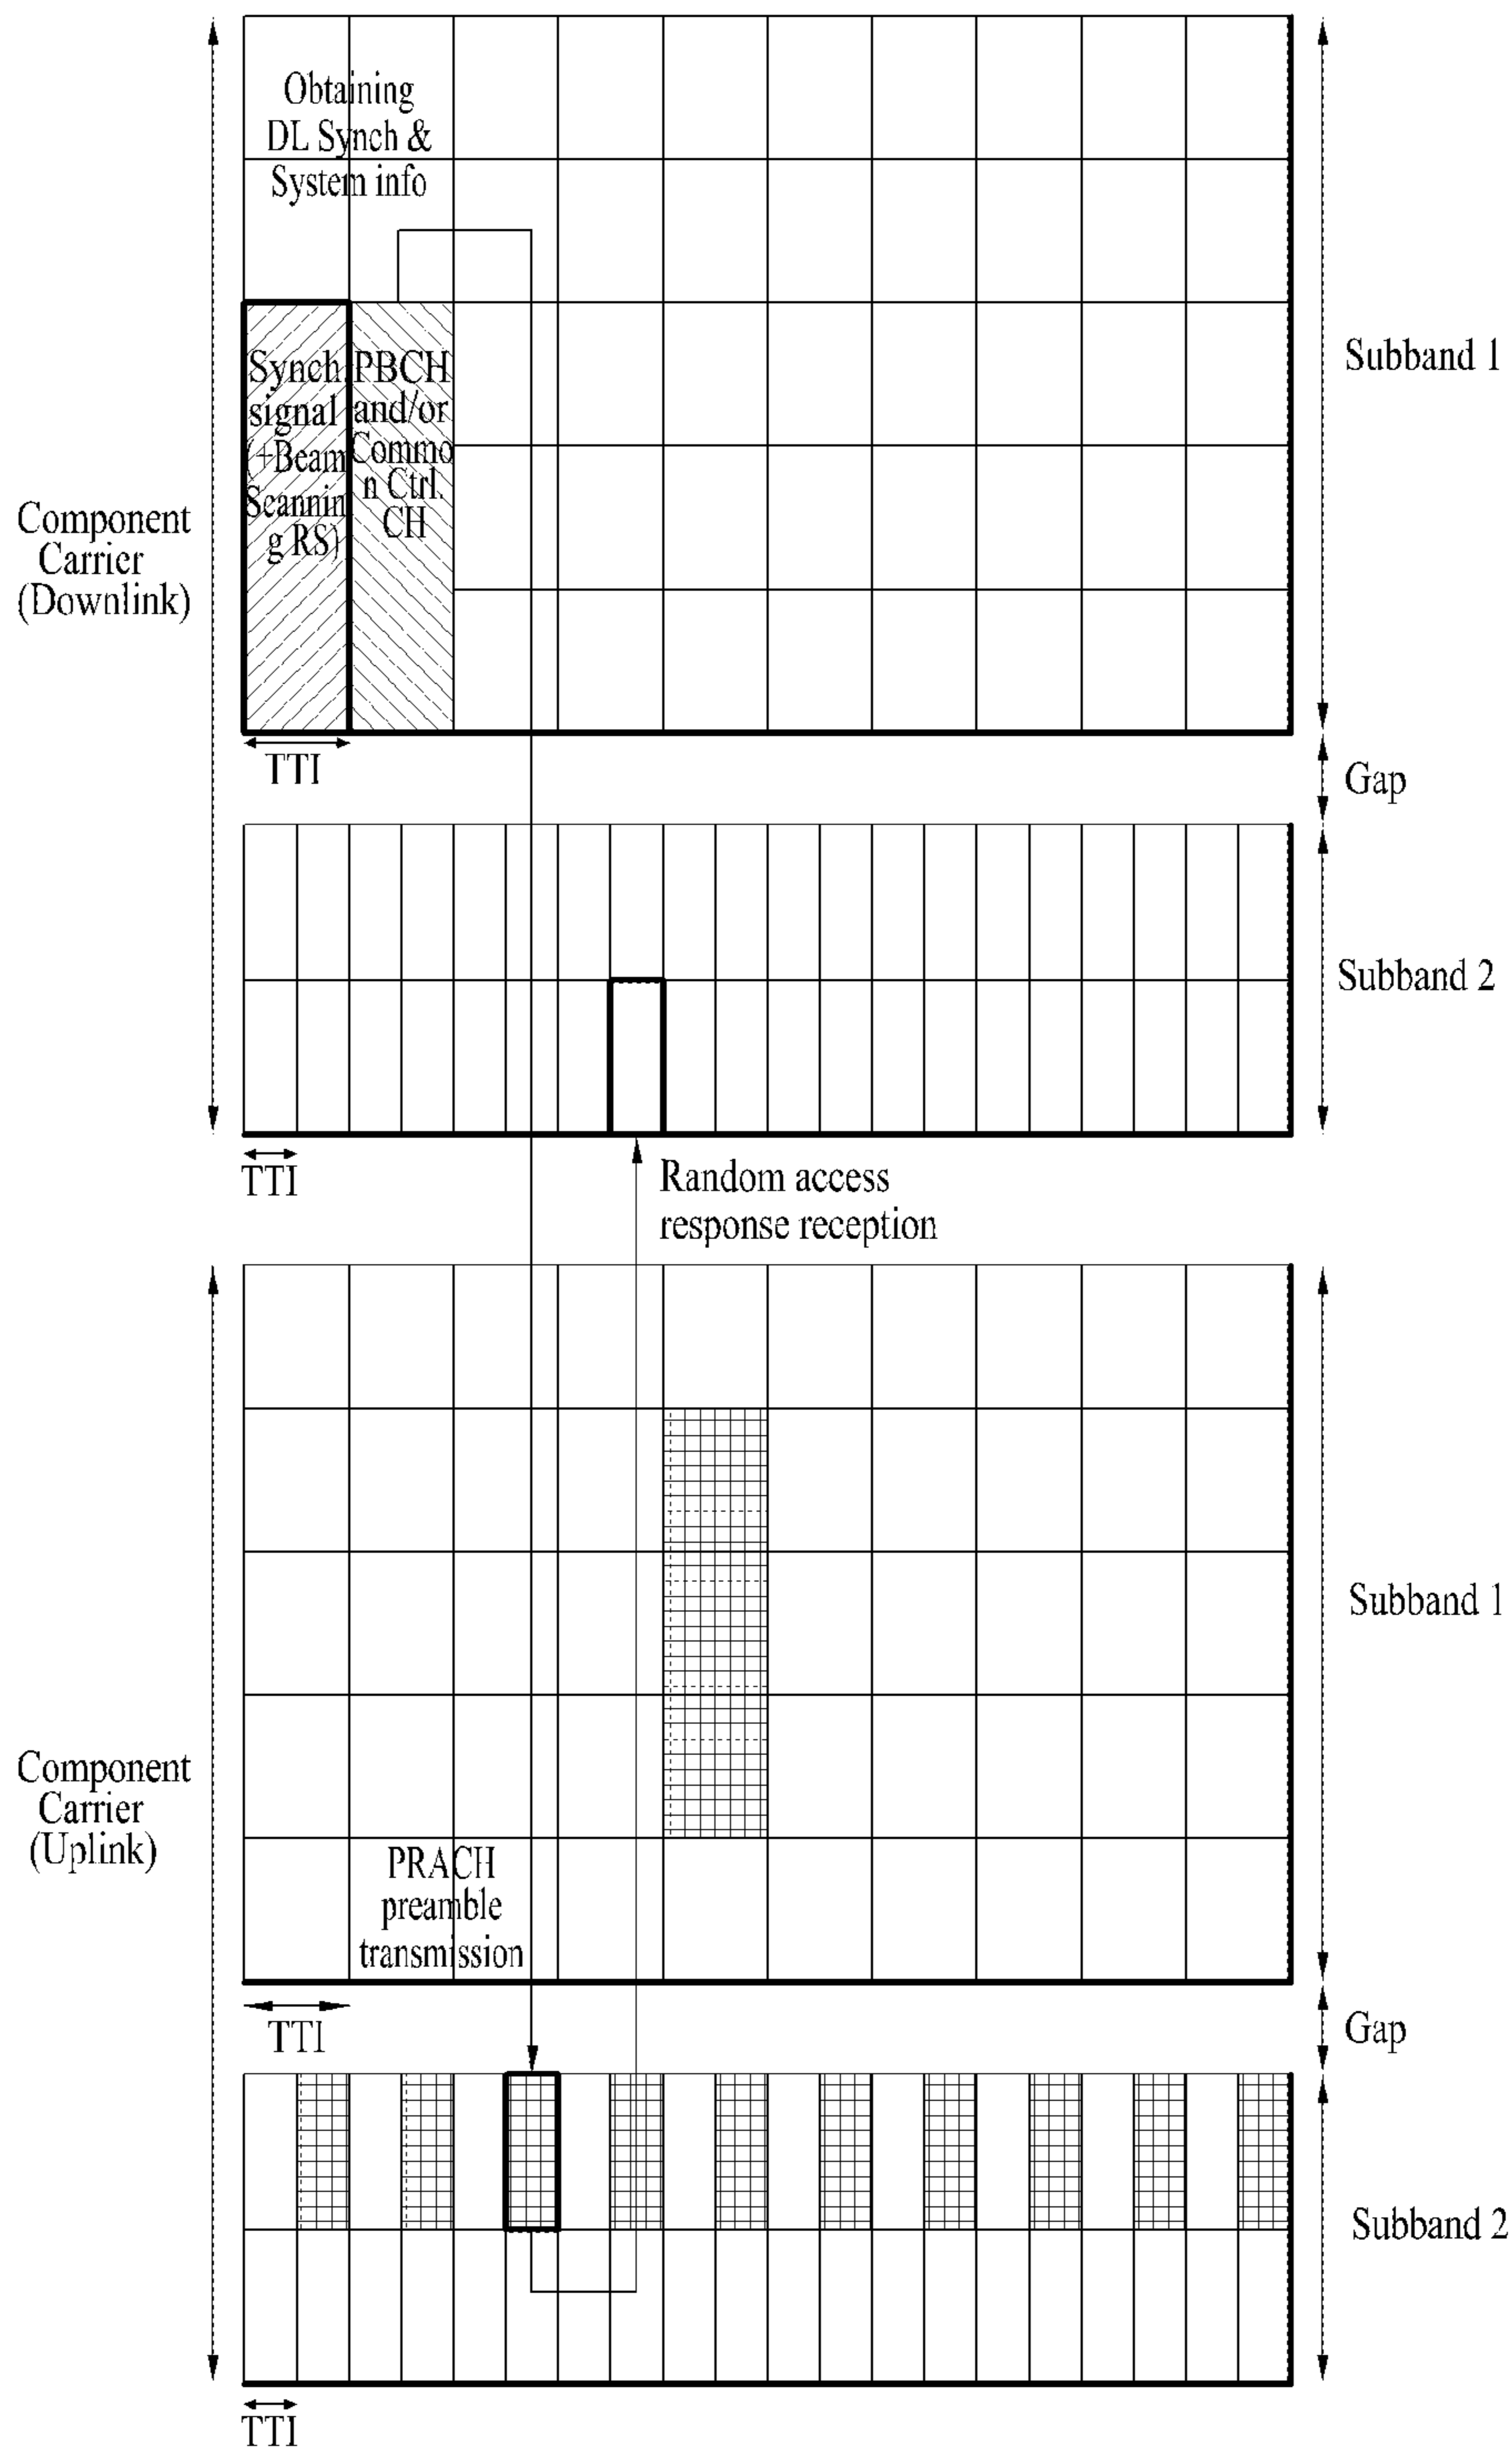 Obtaining
DL Synch &
System info
Synch
signal
(+Beam
Scannin
g RS)
PBCH
and/or
Commo
n Ctrl.
CH
Subband 1
Component
Carrier
(Downlink)
TTI
Gap
Subband 2
TTI
Random access
response reception
Subband 1
Component
Carrier
(Uplink)
PRACH
preamble
transmission
TTI
Gap
Subband 2
TTI